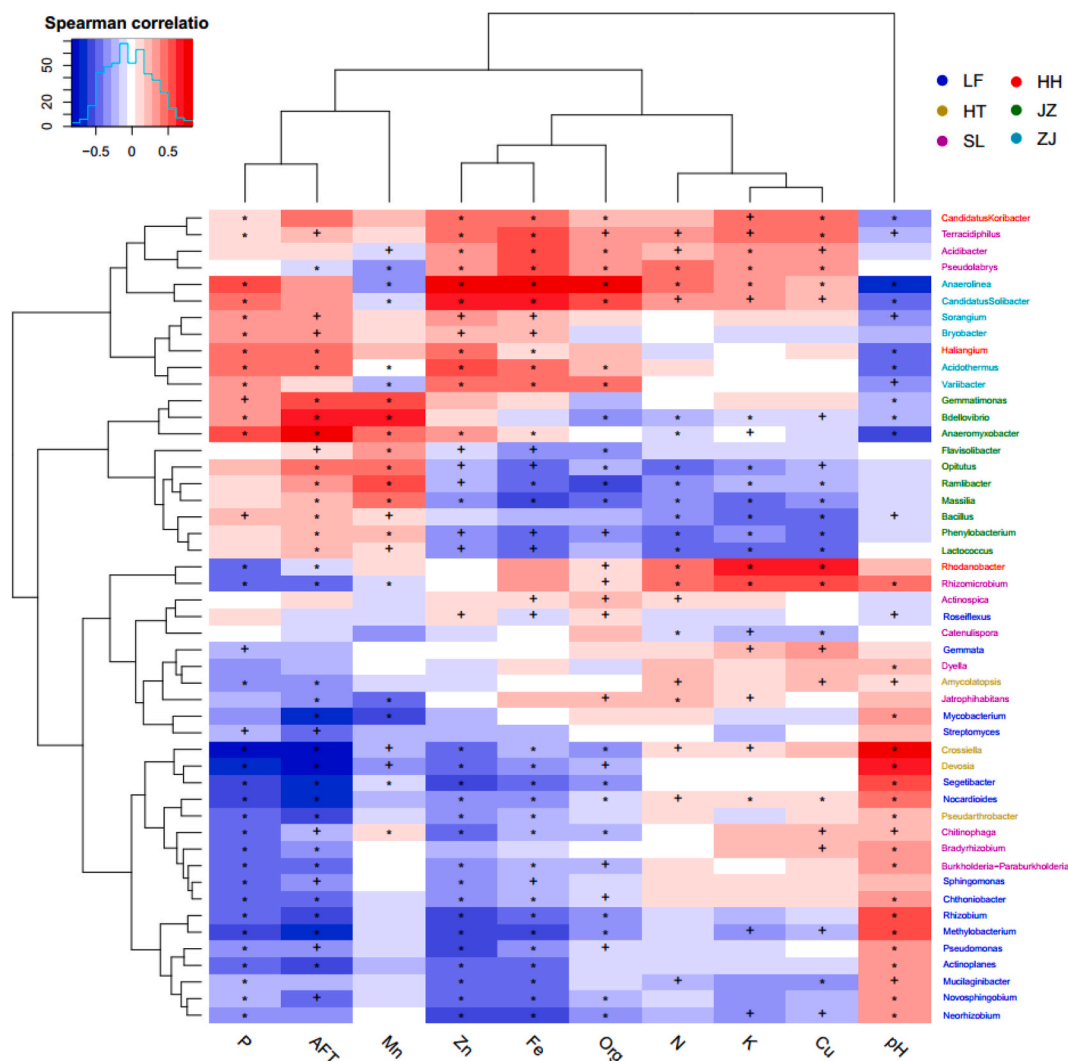 Spearman correlatio
50
20
0
−0.5 0 0.5
LF HH
HT JZ
SL ZJ
CandidatusKoribacter
Terracidiphilus
Acidibacter
Pseudolabrys
Anaerolinea
CandidatusSolibacter
Sorangium
Bryobacter
Haliangium
Acidothermus
Variibacter
Gemmatimonas
Bdellovibrio
Anaeromyxobacter
Flavisolibacter
Opitutus
Ramlibacter
Massilia
Bacillus
Phenylobacterium
Lactococcus
Rhodanobacter
Rhizomicrobium
Actinospica
Roseiflexus
Catenulispora
Gemmata
Dyella
Amycolatopsis
Jatrophihabitans
Mycobacterium
Streptomyces
Crossiella
Devosia
Segetibacter
Nocardioides
Pseudarthrobacter
Chitinophaga
Bradyrhizobium
Burkholderia−Paraburkholderia
Sphingomonas
Chthoniobacter
Rhizobium
Methylobacterium
Pseudomonas
Actinoplanes
Mucilaginibacter
Novosphingobium
Neorhizobium
P AFT Mn Zn Fe Org N K Cu pH